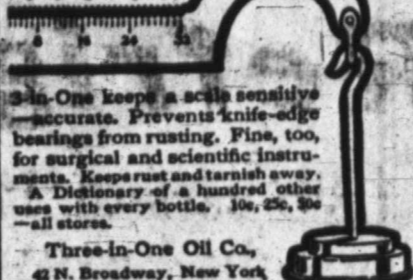 8 16 24 32
3-in-One keeps a scale sensitive
—accurate. Prevents knife-edge
bearings from rusting. Fine, too,
for surgical and scientific instru-
ments. Keeps rust and tarnish away.
A Dictionary of a hundred other
uses with every bottle. 10c, 25c, 50c
—all stores.
Three-in-One Oil Co.,
42 N. Broadway, New York